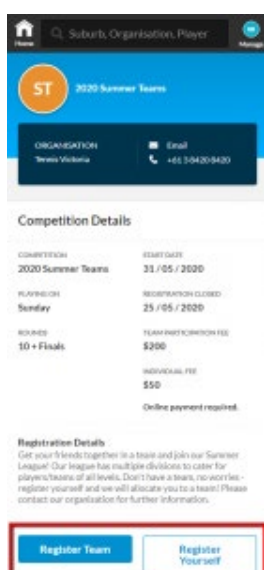 Suburb, Organisation, Player
Home
Manage
ST
2020 Summer Teams
ORGANISATION
Email
Tennis Victoria
+61 3 8420 8420
Competition Details
COMPETITION
START DATE
2020 Summer Teams
31 / 05 / 2020
PLAYING ON
REGISTRATION CLOSED
Sunday
25 / 05 / 2020
ROUNDS
TEAM PARTICIPATION FEE
10 + Finals
$200
INDIVIDUAL FEE
$50
Online payment required.
Registration Details
Get your friends together in a team and join our Summer
League! Our league has multiple divisions to cater for
players/teams of all levels. Don't have a team, no worries -
register yourself and we will allocate you to a team! Please
contact our organisation for further information.
Register Team
Register
Yourself